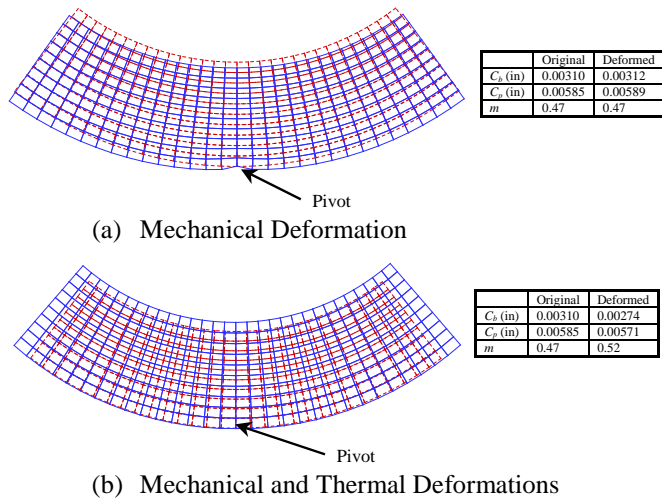 Original Deformed
C_b (in) 0.00310 0.00312
C_p (in) 0.00585 0.00589
m 0.47 0.47
Pivot
(a) Mechanical Deformation
Original Deformed
C_b (in) 0.00310 0.00274
C_p (in) 0.00585 0.00571
m 0.47 0.52
Pivot
(b) Mechanical and Thermal Deformations